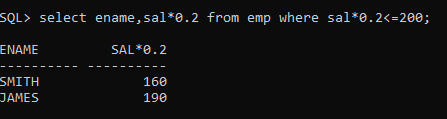 SQL> select ename,sal*0.2 from emp where sal*0.2<=200;
ENAME         SAL*0.2
---------- ----------
SMITH             160
JAMES             190